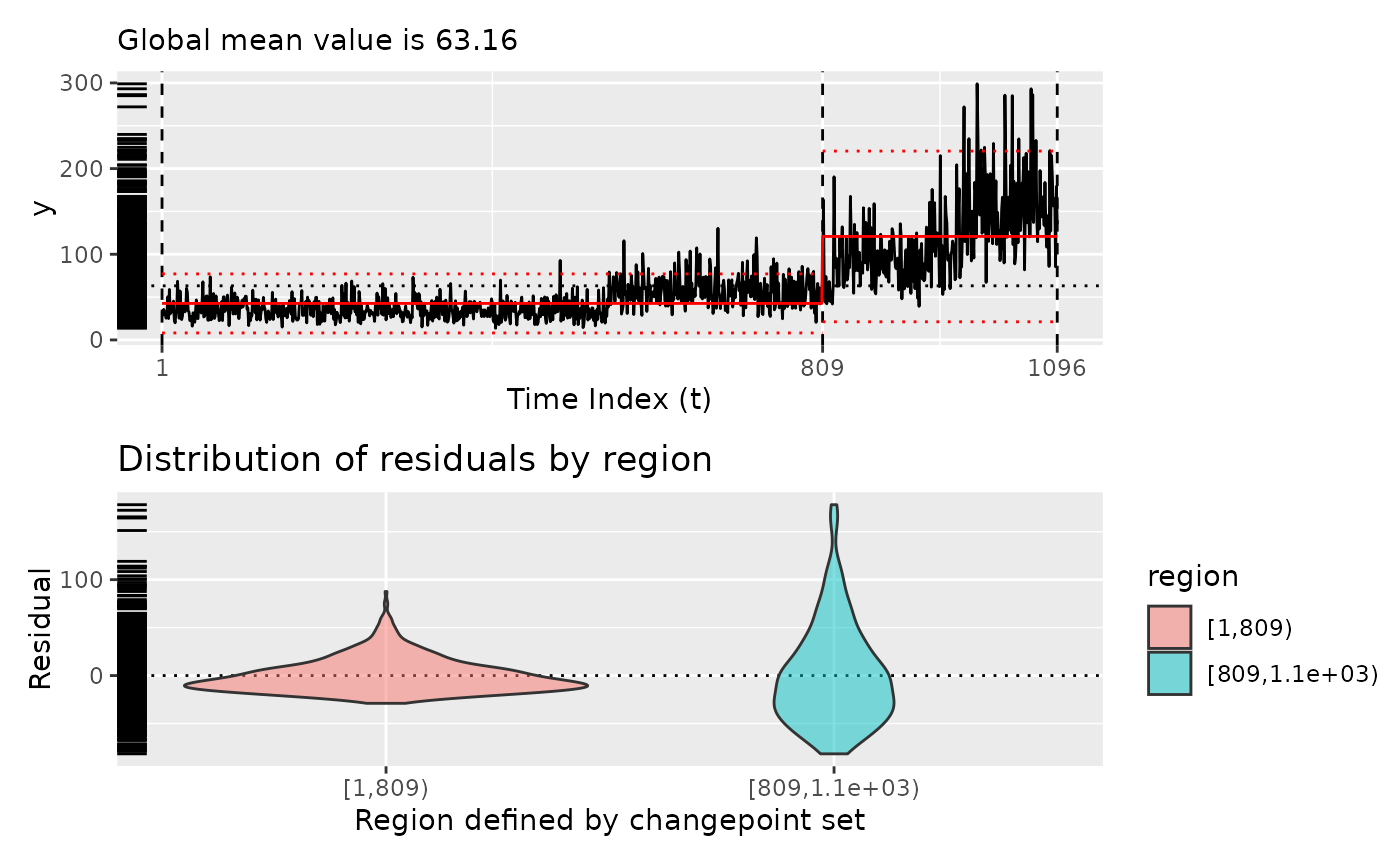 Global mean value is 63.16
300
200
100
0
y
1
809
1096
Time Index (t)
Distribution of residuals by region
100
0
Residual
[1,809)
[809,1.1e+03)
Region defined by changepoint set
region
[1,809)
[809,1.1e+03)